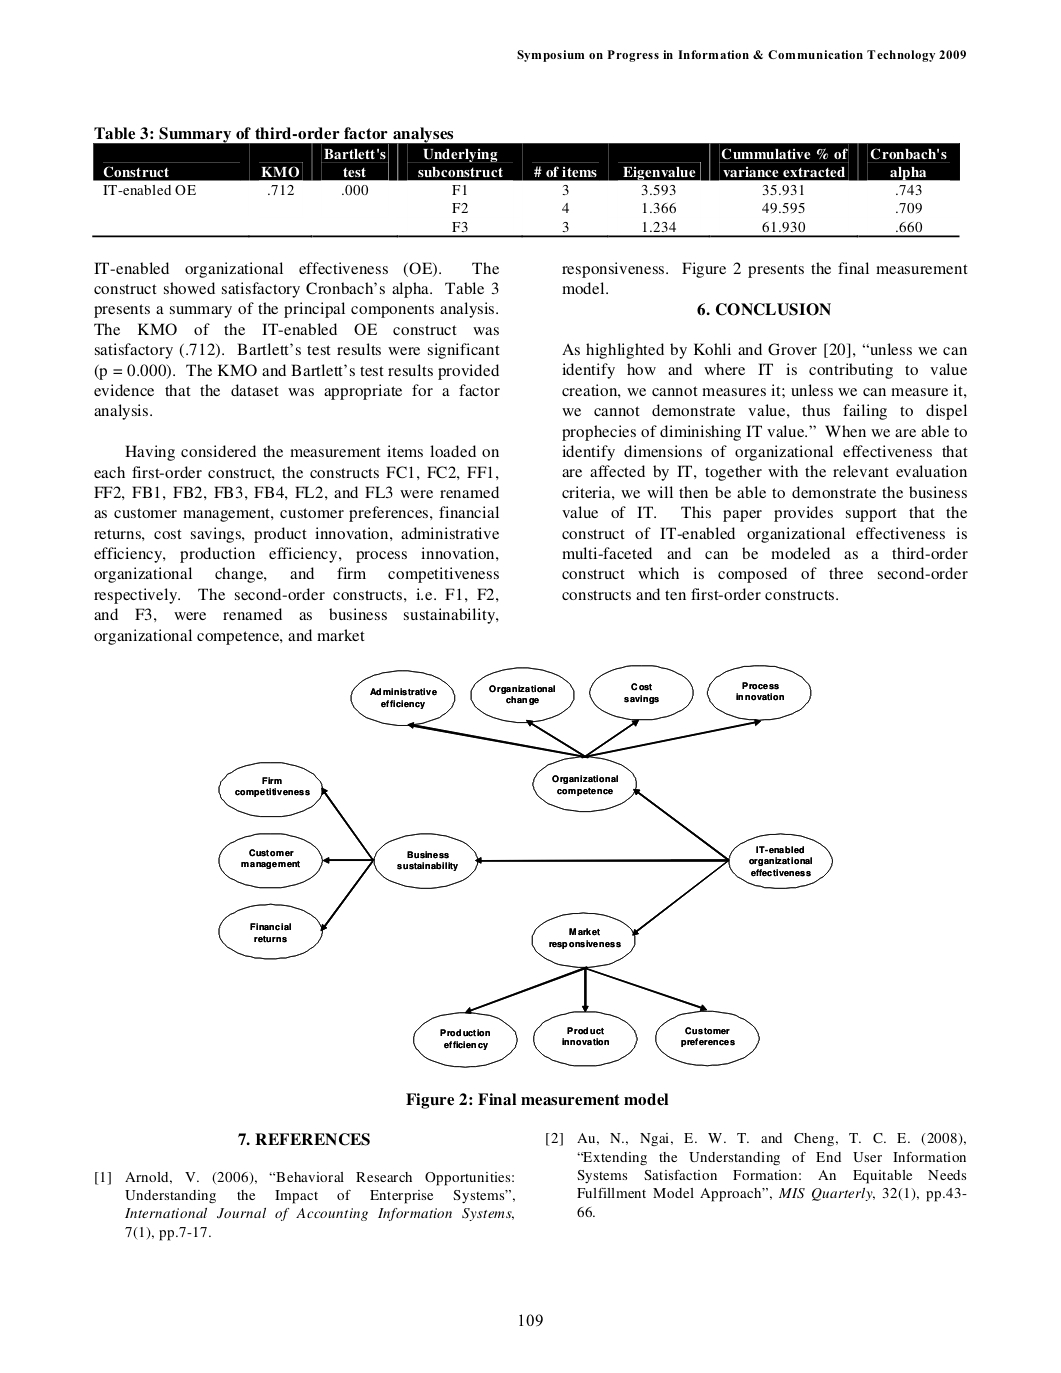 Symposium on Progress in Information & Communication Technology 2009
Table 3: Summary of third-order factor analyses
Construct KMO Bartlett's test Underlying subconstruct # of items Eigenvalue Cummulative % of variance extracted Cronbach's alpha
IT-enabled OE .712 .000 F1 3 3.593 35.931 .743
F2 4 1.366 49.595 .709
F3 3 1.234 61.930 .660
IT-enabled organizational effectiveness (OE). The
construct showed satisfactory Cronbach's alpha. Table 3
presents a summary of the principal components analysis.
The KMO of the IT-enabled OE construct was
satisfactory (.712). Bartlett's test results were significant
(p = 0.000). The KMO and Bartlett's test results provided
evidence that the dataset was appropriate for a factor
analysis.
Having considered the measurement items loaded on
each first-order construct, the constructs FC1, FC2, FF1,
FF2, FB1, FB2, FB3, FB4, FL2, and FL3 were renamed
as customer management, customer preferences, financial
returns, cost savings, product innovation, administrative
efficiency, production efficiency, process innovation,
organizational change, and firm competitiveness
respectively. The second-order constructs, i.e. F1, F2,
and F3, were renamed as business sustainability,
organizational competence, and market
responsiveness. Figure 2 presents the final measurement
model.
6. CONCLUSION
As highlighted by Kohli and Grover [20], “unless we can
identify how and where IT is contributing to value
creation, we cannot measures it; unless we can measure it,
we cannot demonstrate value, thus failing to dispel
prophecies of diminishing IT value.” When we are able to
identify dimensions of organizational effectiveness that
are affected by IT, together with the relevant evaluation
criteria, we will then be able to demonstrate the business
value of IT. This paper provides support that the
construct of IT-enabled organizational effectiveness is
multi-faceted and can be modeled as a third-order
construct which is composed of three second-order
constructs and ten first-order constructs.
Administrative
efficiency
Organizational
change
Cost
savings
Process
innovation
Organizational
competence
Firm
competitiveness
Customer
management
Financial
returns
Business
sustainability
IT-enabled
organizational
effectiveness
Market
responsiveness
Production
efficiency
Product
innovation
Customer
preferences
Figure 2: Final measurement model
7. REFERENCES
[1] Arnold, V. (2006), “Behavioral Research Opportunities:
Understanding the Impact of Enterprise Systems”,
International Journal of Accounting Information Systems,
7(1), pp.7-17.
[2] Au, N., Ngai, E. W. T. and Cheng, T. C. E. (2008),
“Extending the Understanding of End User Information
Systems Satisfaction Formation: An Equitable Needs
Fulfillment Model Approach”, MIS Quarterly, 32(1), pp.43-
66.
109